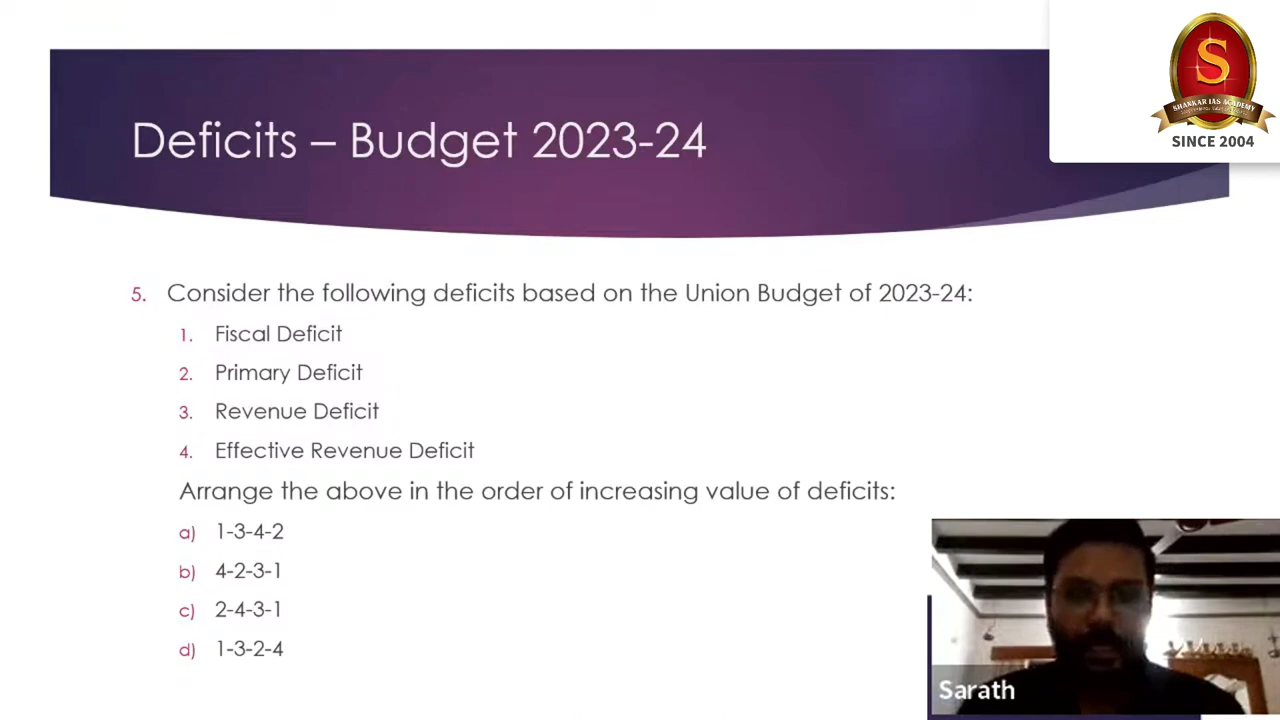 S
SHANKAR IAS ACADEMY
SINCE 2004
Deficits – Budget 2023-24
5. Consider the following deficits based on the Union Budget of 2023-24:
1. Fiscal Deficit
2. Primary Deficit
3. Revenue Deficit
4. Effective Revenue Deficit
Arrange the above in the order of increasing value of deficits:
a) 1-3-4-2
b) 4-2-3-1
c) 2-4-3-1
d) 1-3-2-4
Sarath